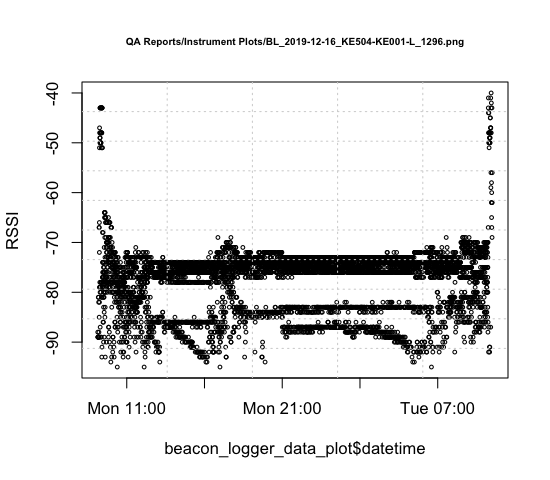 QA Reports/Instrument Plots/BL_2019-12-16_KE504-KE001-L_1296.png
-40
-50
-60
-70
-80
-90
RSSI
Mon 11:00 Mon 21:00 Tue 07:00
beacon_logger_data_plot$datetime